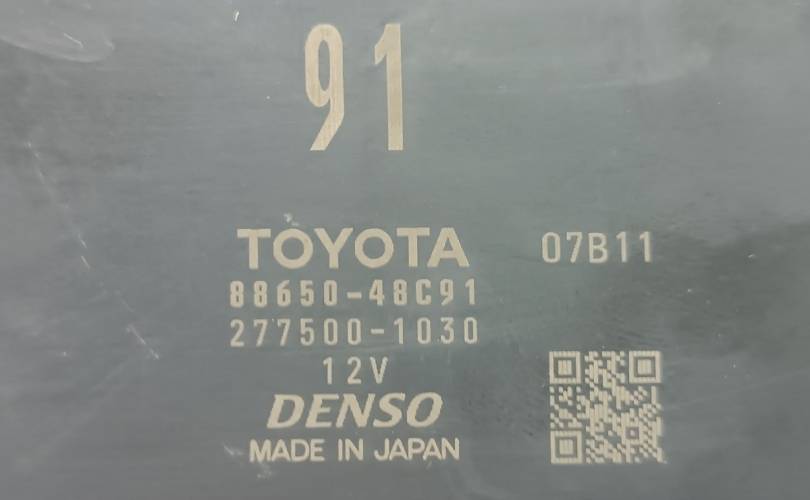 91
TOYOTA 07B11
88650-48C91
277500-1030
12V
DENSO
MADE IN JAPAN